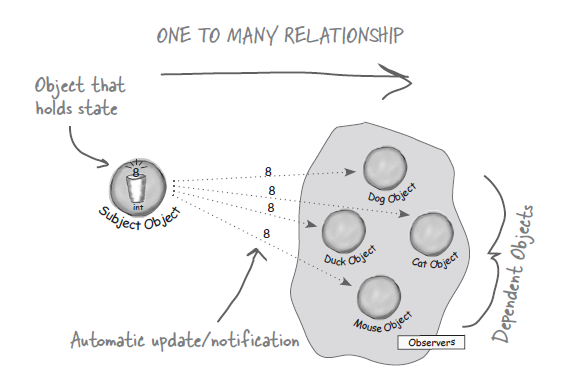 ONE TO MANY RELATIONSHIP
Object that
holds state
8
int
Subject Object
8
8
8
8
Dog Object
Duck Object
Cat Object
Mouse Object
Observers
Dependent Objects
Automatic update/notification